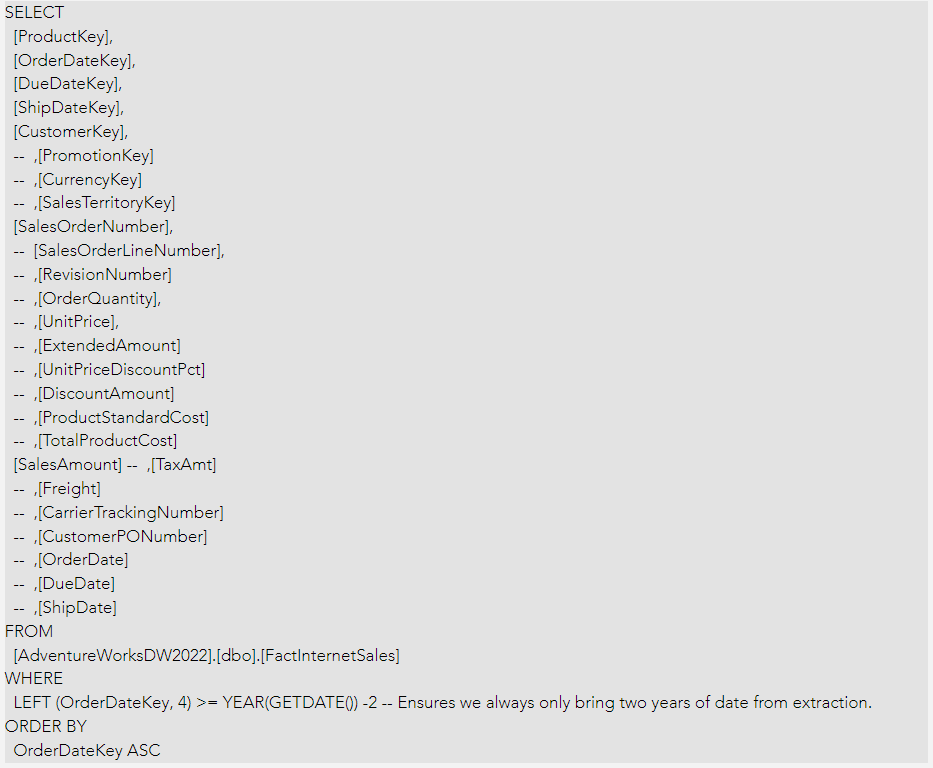 SELECT
[ProductKey],
[OrderDateKey],
[DueDateKey],
[ShipDateKey],
[CustomerKey],
-- ,[PromotionKey]
-- ,[CurrencyKey]
-- ,[SalesTerritoryKey]
[SalesOrderNumber],
-- [SalesOrderLineNumber],
-- ,[RevisionNumber]
-- ,[OrderQuantity],
-- ,[UnitPrice],
-- ,[ExtendedAmount]
-- ,[UnitPriceDiscountPct]
-- ,[DiscountAmount]
-- ,[ProductStandardCost]
-- ,[TotalProductCost]
[SalesAmount] -- ,[TaxAmt]
-- ,[Freight]
-- ,[CarrierTrackingNumber]
-- ,[CustomerPONumber]
-- ,[OrderDate]
-- ,[DueDate]
-- ,[ShipDate]
FROM
[AdventureWorksDW2022].[dbo].[FactInternetSales]
WHERE
LEFT (OrderDateKey, 4) >= YEAR(GETDATE()) -2 -- Ensures we always only bring two years of date from extraction.
ORDER BY
OrderDateKey ASC